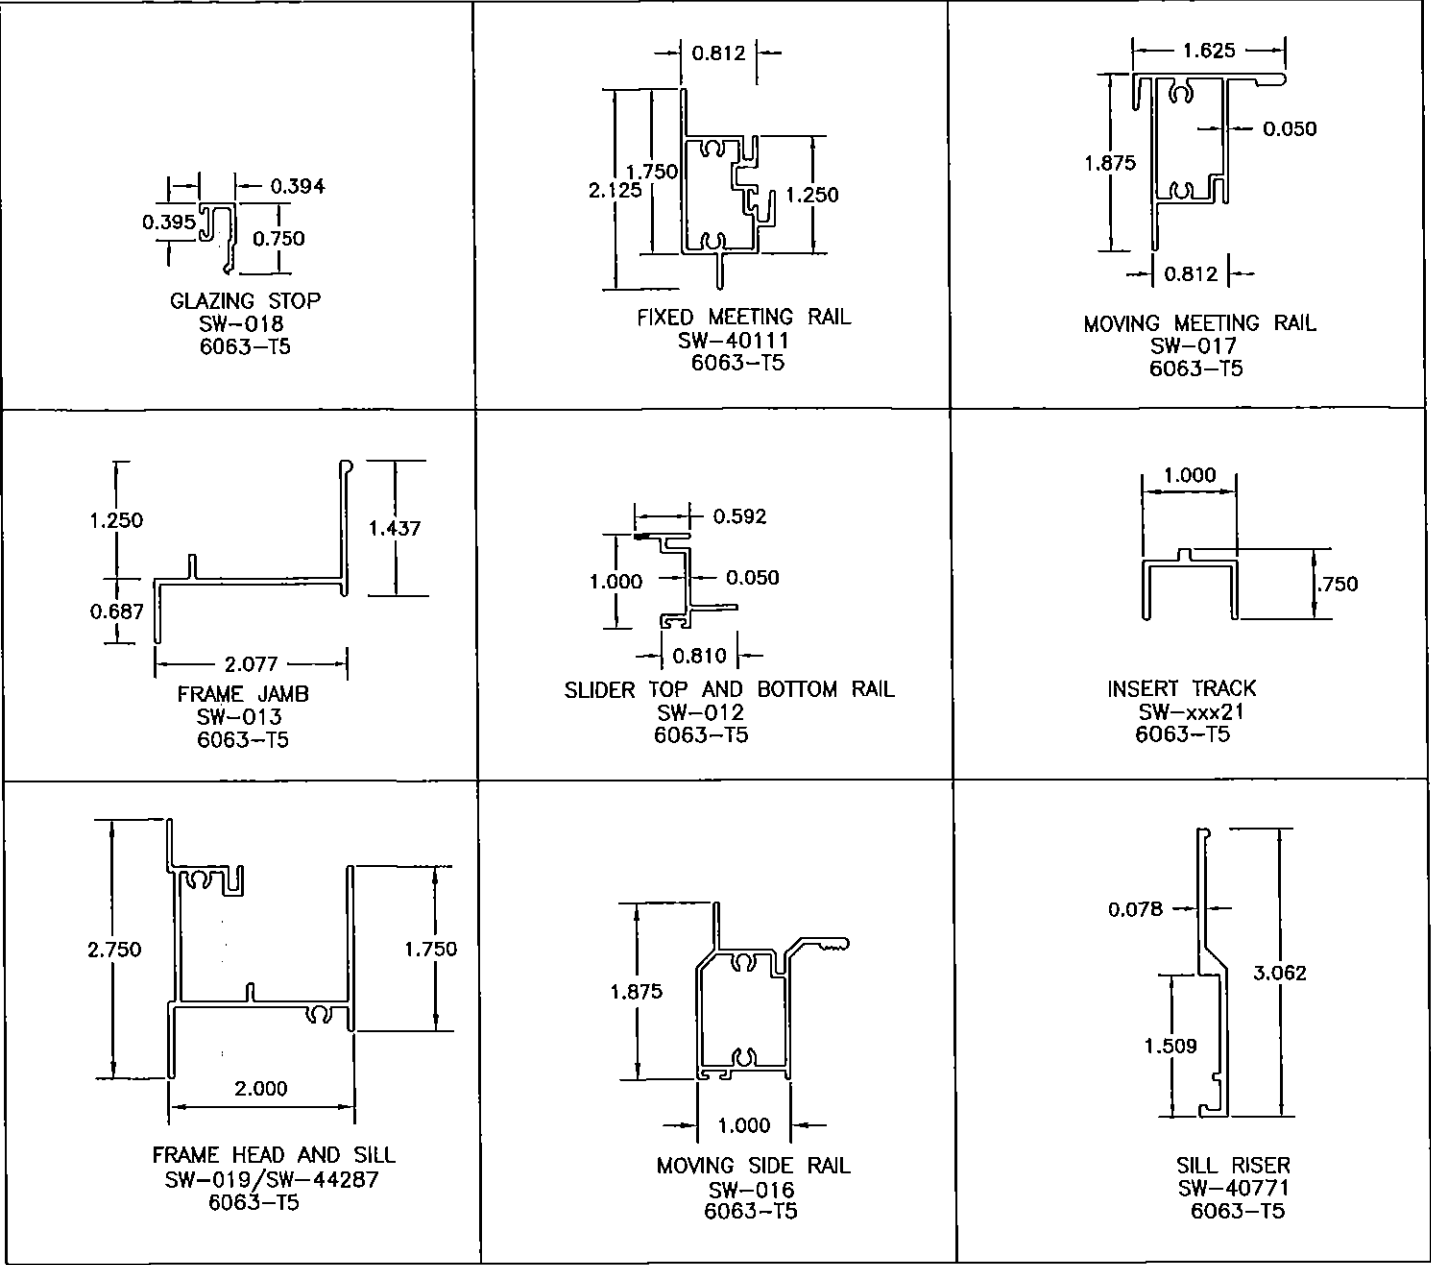 0.394
0.395
0.750
GLAZING STOP
SW-018
6063-T5
0.812
1.750
2.125
1.250
FIXED MEETING RAIL
SW-40111
6063-T5
1.625
0.050
1.875
0.812
MOVING MEETING RAIL
SW-017
6063-T5
1.250
1.437
0.687
2.077
FRAME JAMB
SW-013
6063-T5
0.592
1.000
0.050
0.810
SLIDER TOP AND BOTTOM RAIL
SW-012
6063-T5
1.000
.750
INSERT TRACK
SW-xxx21
6063-T5
2.750
1.750
2.000
FRAME HEAD AND SILL
SW-019/SW-44287
6063-T5
1.875
1.000
MOVING SIDE RAIL
SW-016
6063-T5
0.078
3.062
1.509
SILL RISER
SW-40771
6063-T5